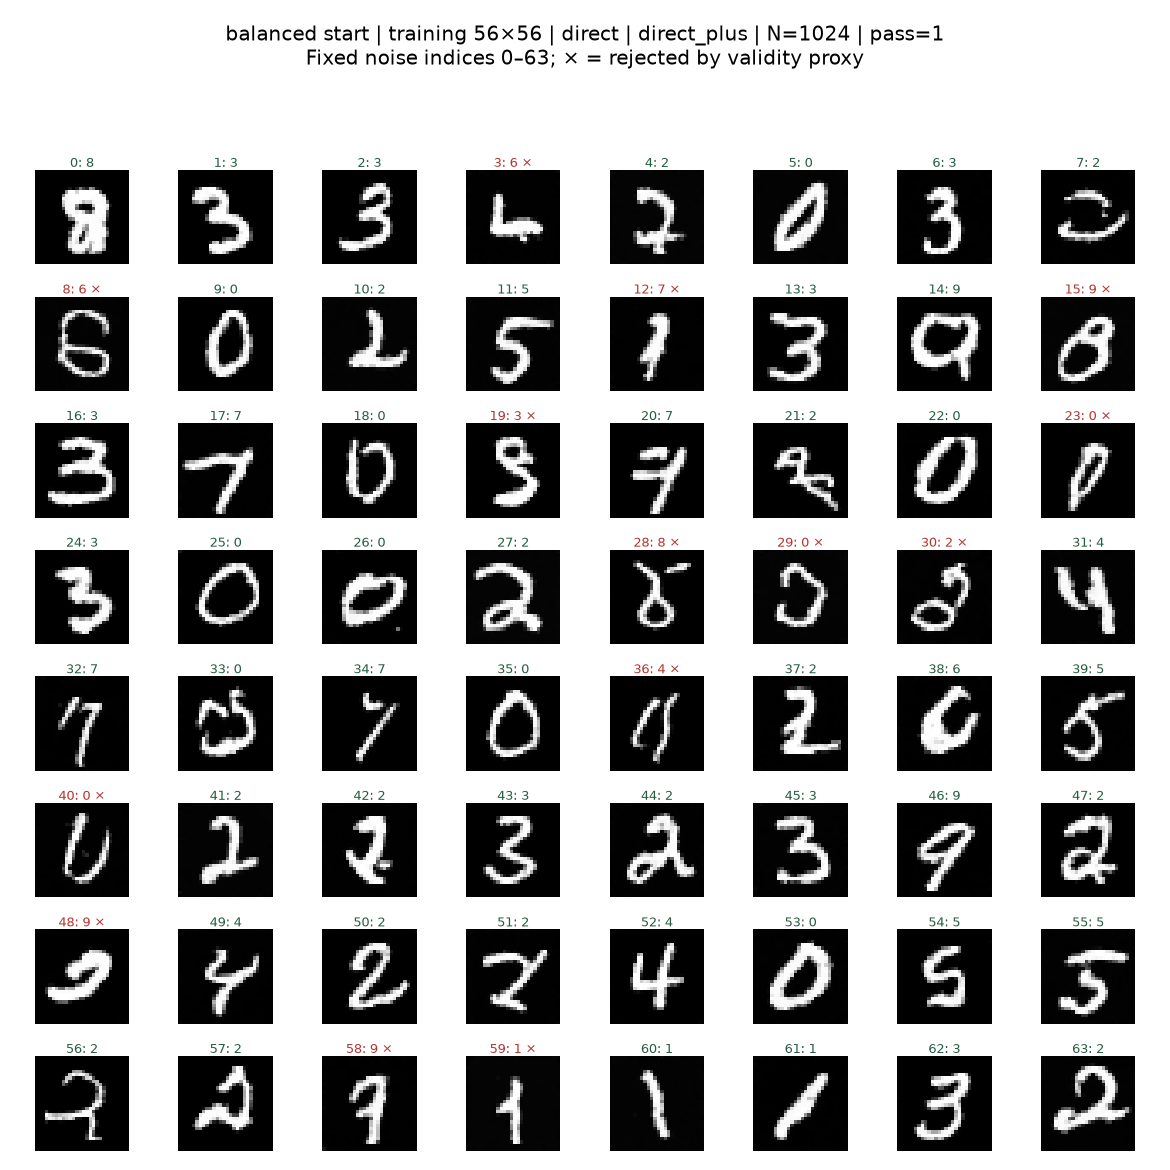 balanced start | training 56×56 | direct | direct_plus | N=1024 | pass=1
Fixed noise indices 0–63; × = rejected by validity proxy
0: 8 1: 3 2: 3 3: 6 × 4: 2 5: 0 6: 3 7: 2
8: 6 × 9: 0 10: 2 11: 5 12: 7 × 13: 3 14: 9 15: 9 ×
16: 3 17: 7 18: 0 19: 3 × 20: 7 21: 2 22: 0 23: 0 ×
24: 3 25: 0 26: 0 27: 2 28: 8 × 29: 0 × 30: 2 × 31: 4
32: 7 33: 0 34: 7 35: 0 36: 4 × 37: 2 38: 6 39: 5
40: 0 × 41: 2 42: 2 43: 3 44: 2 45: 3 46: 9 47: 2
48: 9 × 49: 4 50: 2 51: 2 52: 4 53: 0 54: 5 55: 5
56: 2 57: 2 58: 9 × 59: 1 × 60: 1 61: 1 62: 3 63: 2